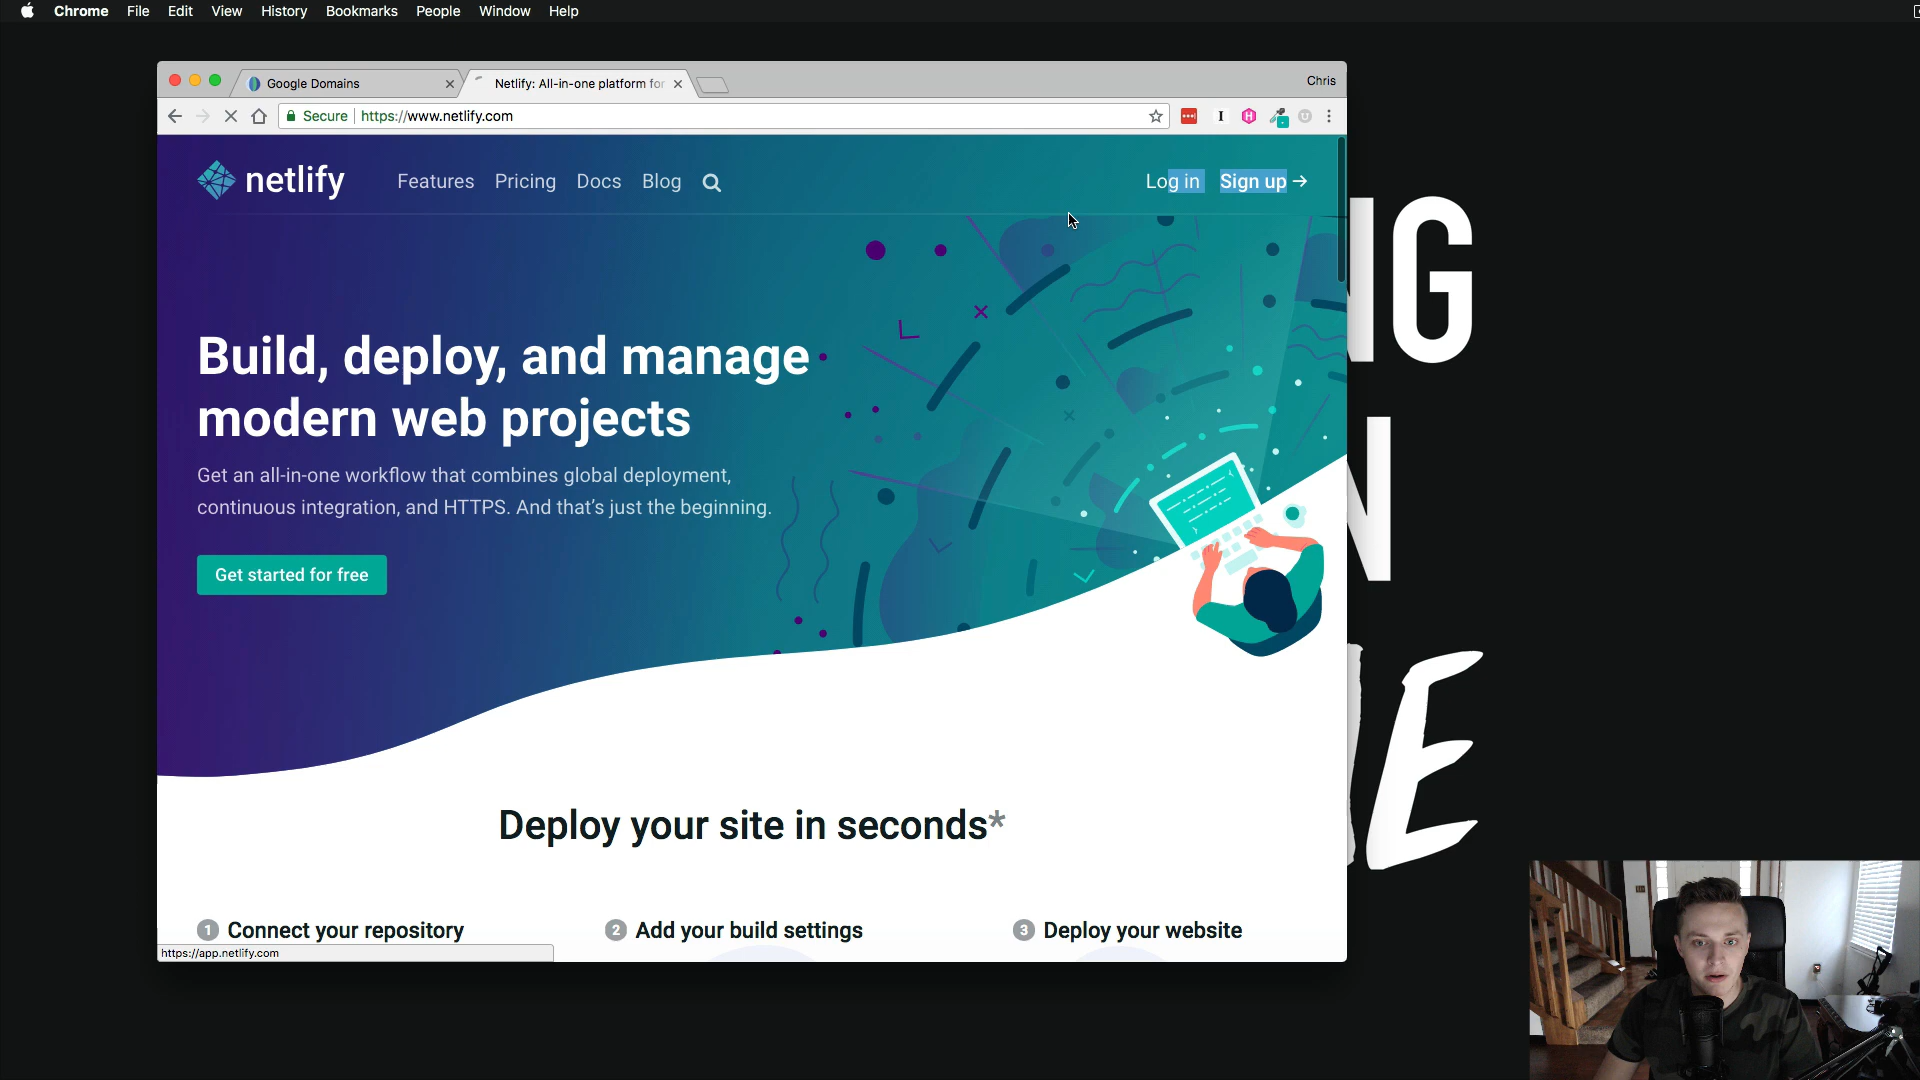 Chrome File Edit View History Bookmarks People Window Help
Google Domains
Netlify: All-in-one platform for
Chris
Secure
https://www.netlify.com
netlify
Features Pricing Docs Blog
Log in Sign up →
Build, deploy, and manage
modern web projects
Get an all-in-one workflow that combines global deployment,
continuous integration, and HTTPS. And that's just the beginning.
Get started for free
Deploy your site in seconds*
1 Connect your repository
2 Add your build settings
3 Deploy your website
https://app.netlify.com